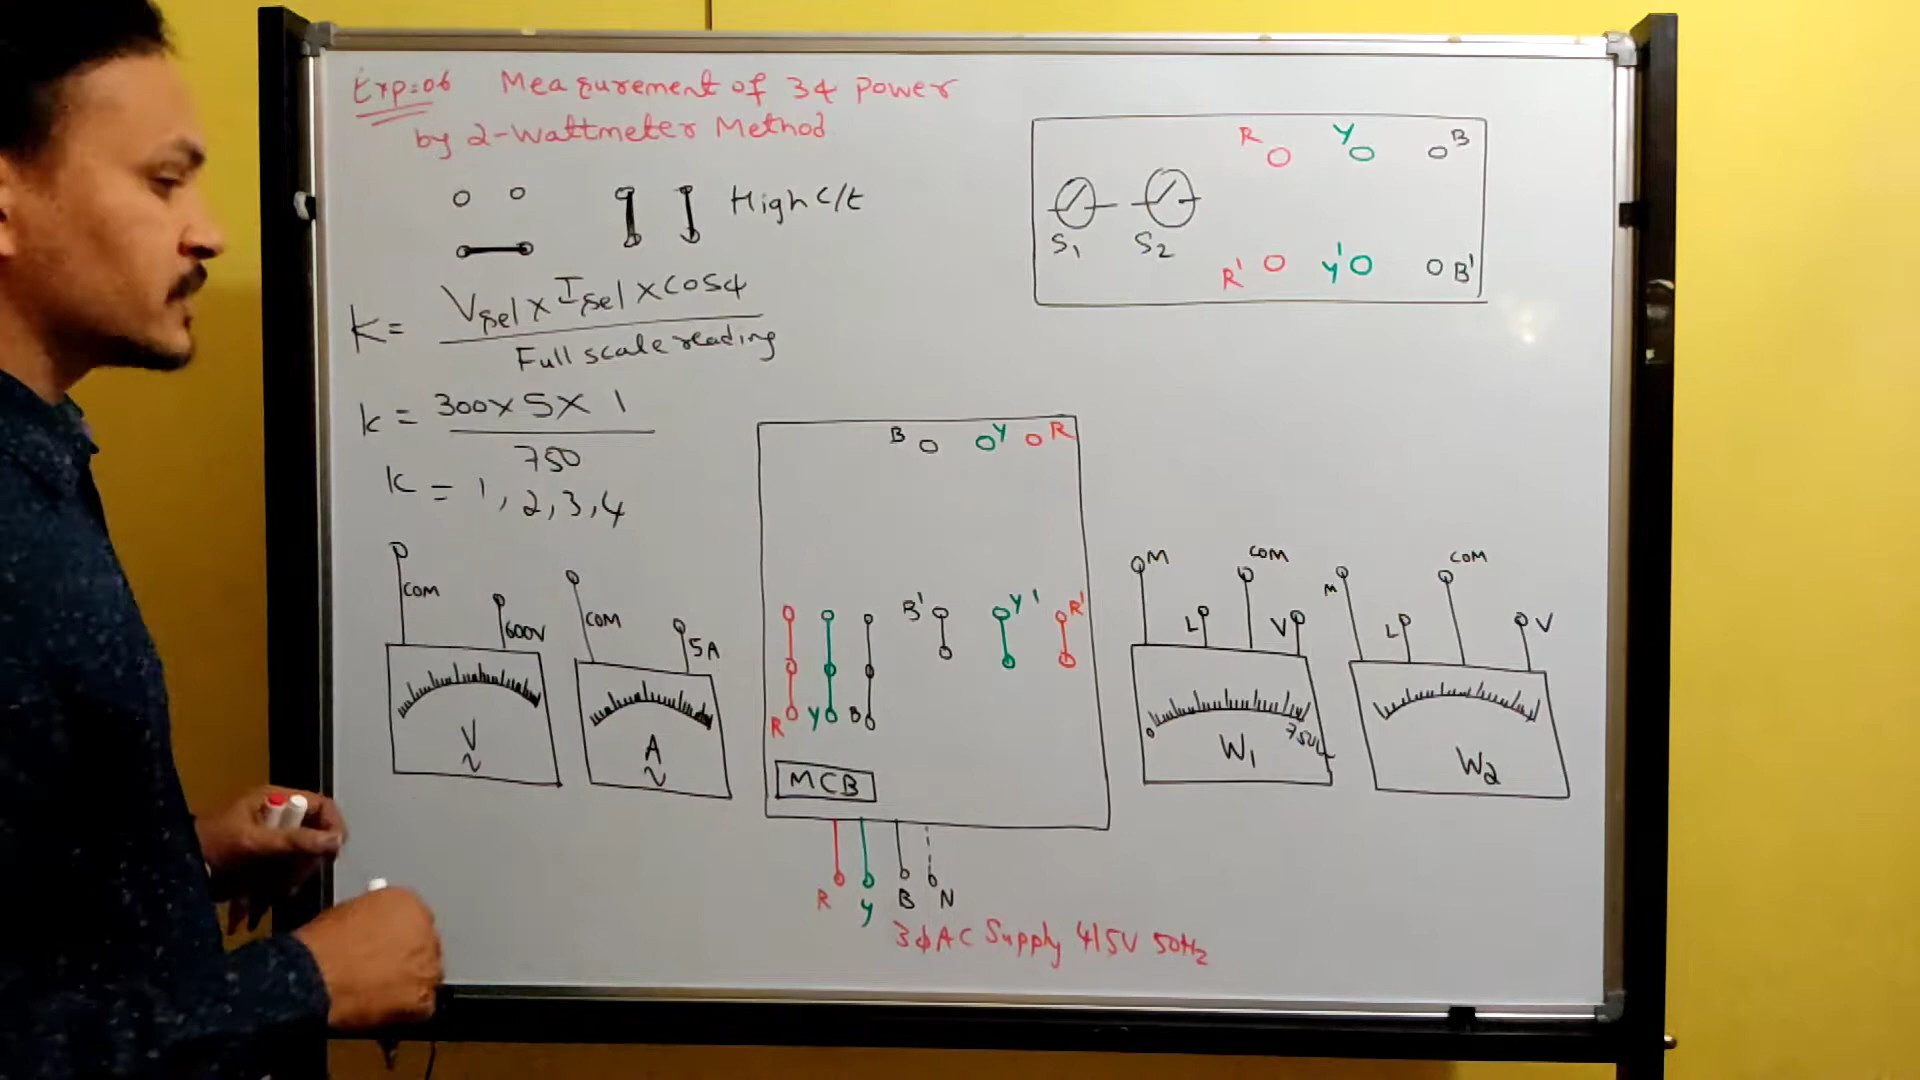 Exp:06 Measurement of 3ϕ power
by 2-Wattmeter Method
High C/t
K = Vsel x Isel x cosϕ
Full scale reading
k = 300 x 5 x 1
750
K = 1, 2, 3, 4
R Y B
S1 S2
R' Y' B'
B Y R
COM 600V
V
~
COM 5A
A
~
B' Y' R'
R Y B
MCB
R Y B N
3ϕ AC Supply 415V 50Hz
M L COM V
0
W1
M L COM V
W2